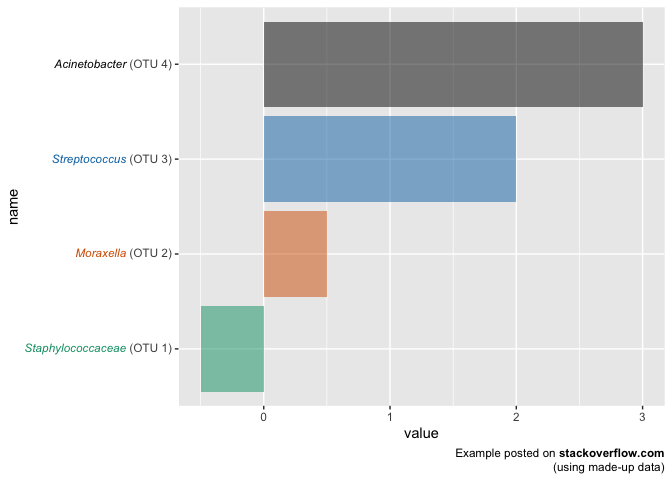 name
Acinetobacter (OTU 4)
Streptococcus (OTU 3)
Moraxella (OTU 2)
Staphylococcaceae (OTU 1)
0 1 2 3
value
Example posted on stackoverflow.com
(using made-up data)